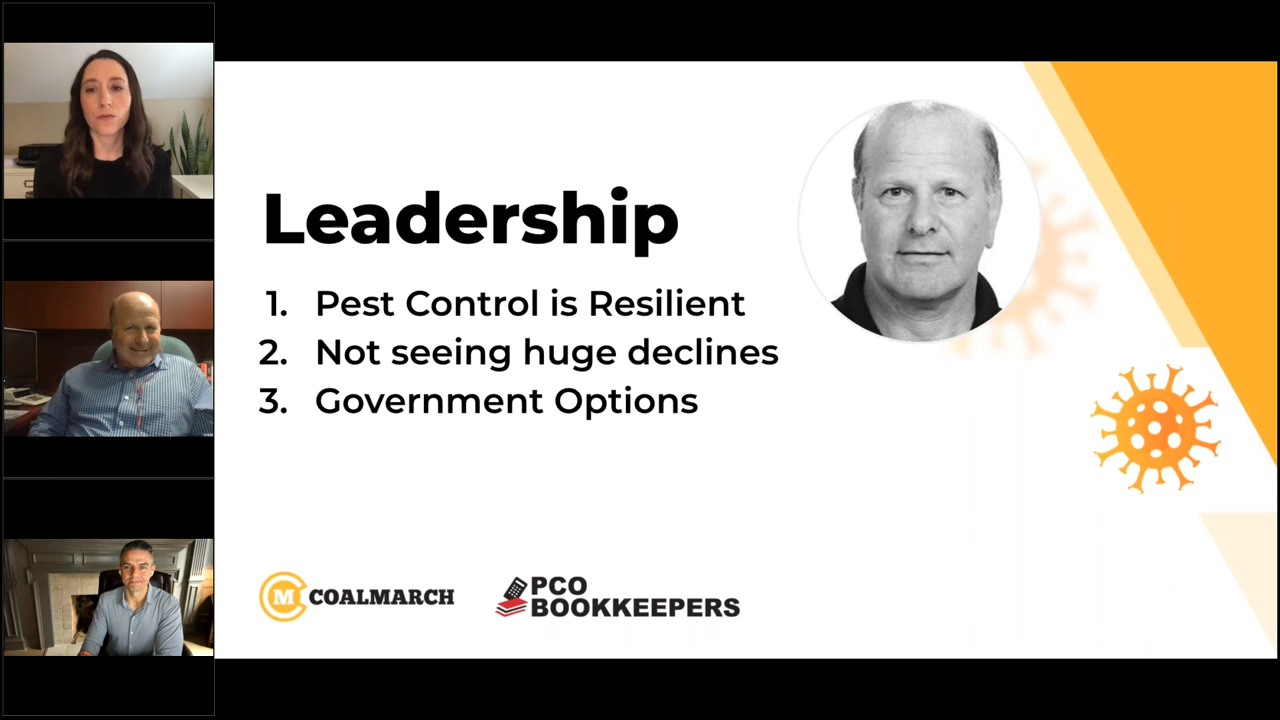 Leadership
1. Pest Control is Resilient
2. Not seeing huge declines
3. Government Options
M COALMARCH
PCO
BOOKKEEPERS